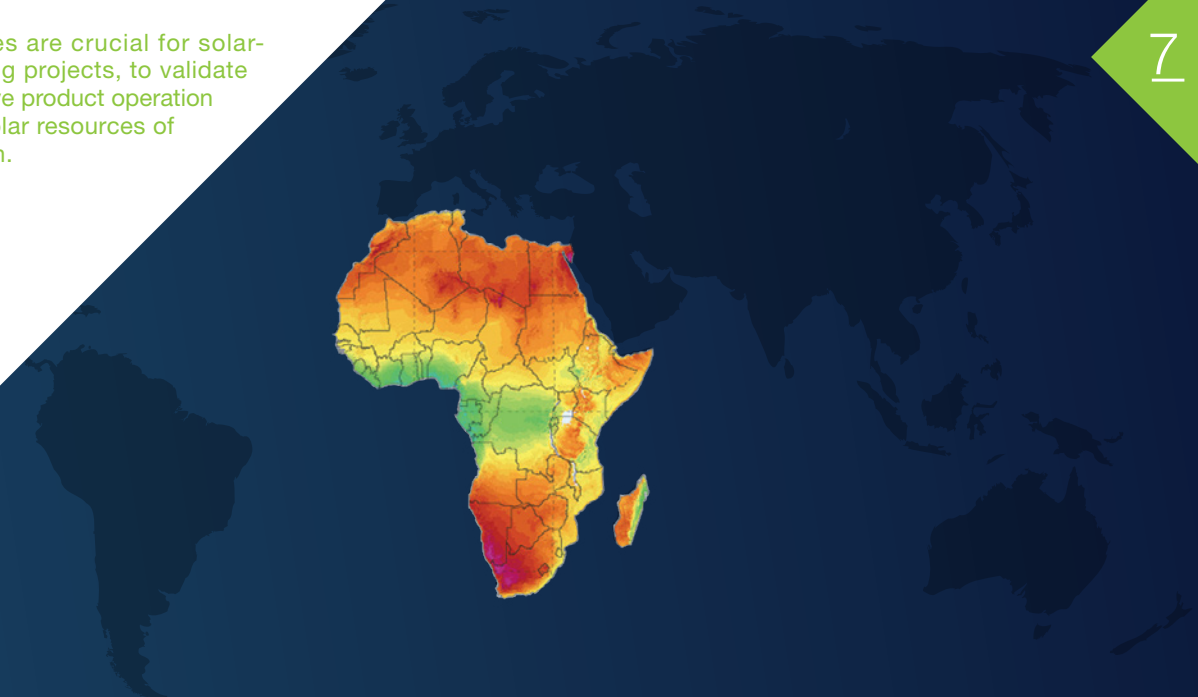 es are crucial for solar-
g projects, to validate
e product operation
lar resources of
n.
7